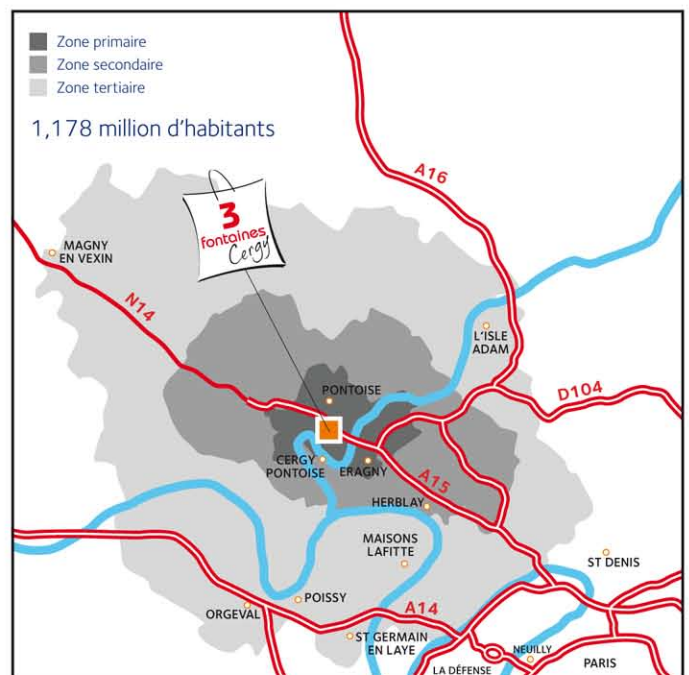 Zone primaire
Zone secondaire
Zone tertiaire
1,178 million d'habitants
A16
3
fontaines
Cergy
MAGNY
EN VEXIN
N14
L'ISLE
ADAM
PONTOISE
D104
CERGY
PONTOISE
ERAGNY
A15
HERBLAY
MAISONS
LAFITTE
ST DENIS
POISSY
ORGEVAL
A14
ST GERMAIN
EN LAYE
NEUILLY
LA DÉFENSE
PARIS